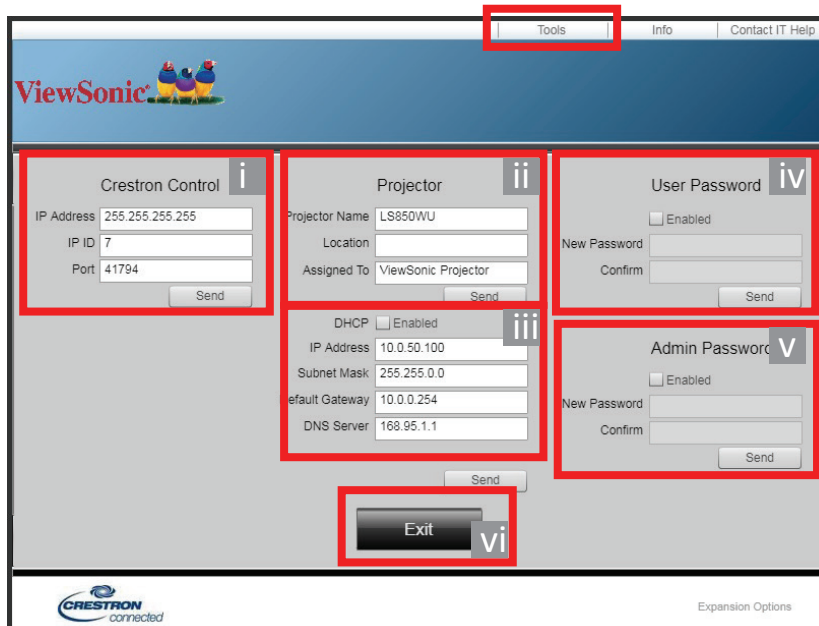 Tools
Info
Contact IT Help
ViewSonic
i
Crestron Control
IP Address 255.255.255.255
IP ID 7
Port 41794
Send
ii
Projector
Projector Name LS850WU
Location
Assigned To ViewSonic Projector
Send
iii
DHCP Enabled
IP Address 10.0.50.100
Subnet Mask 255.255.0.0
Default Gateway 10.0.0.254
DNS Server 168.95.1.1
Send
iv
User Password
Enabled
New Password
Confirm
Send
v
Admin Password
Enabled
New Password
Confirm
Send
Exit
vi
CRESTRON
connected
Expansion Options